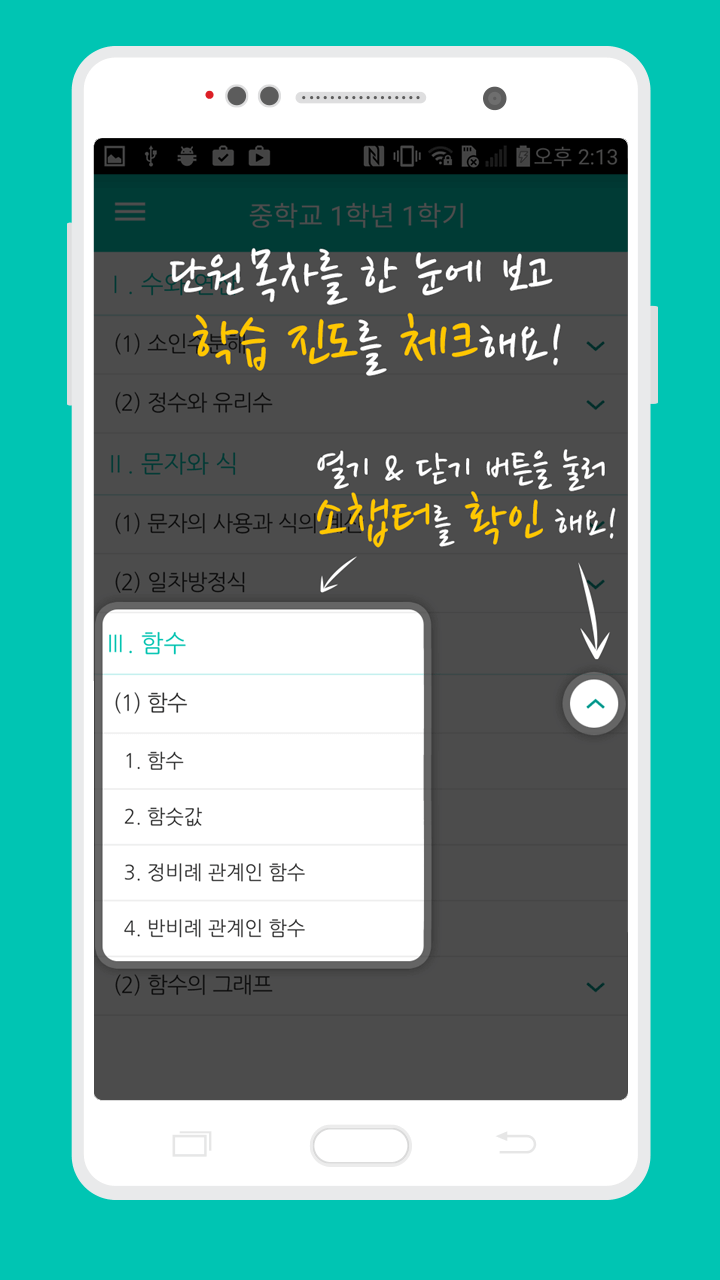 오후 2:13
중학교 1학년 1학기
Ⅰ. 수와 연산
단원 목차를 한 눈에 보고
(1) 소인수분해
학습 진도를 체크해요!
(2) 정수와 유리수
Ⅱ. 문자와 식
열기 & 닫기 버튼을 눌러
(1) 문자의 사용과 식의 계산
소챕터를 확인 해요!
(2) 일차방정식
Ⅲ. 함수
(1) 함수
1. 함수
2. 함숫값
3. 정비례 관계인 함수
4. 반비례 관계인 함수
(2) 함수의 그래프